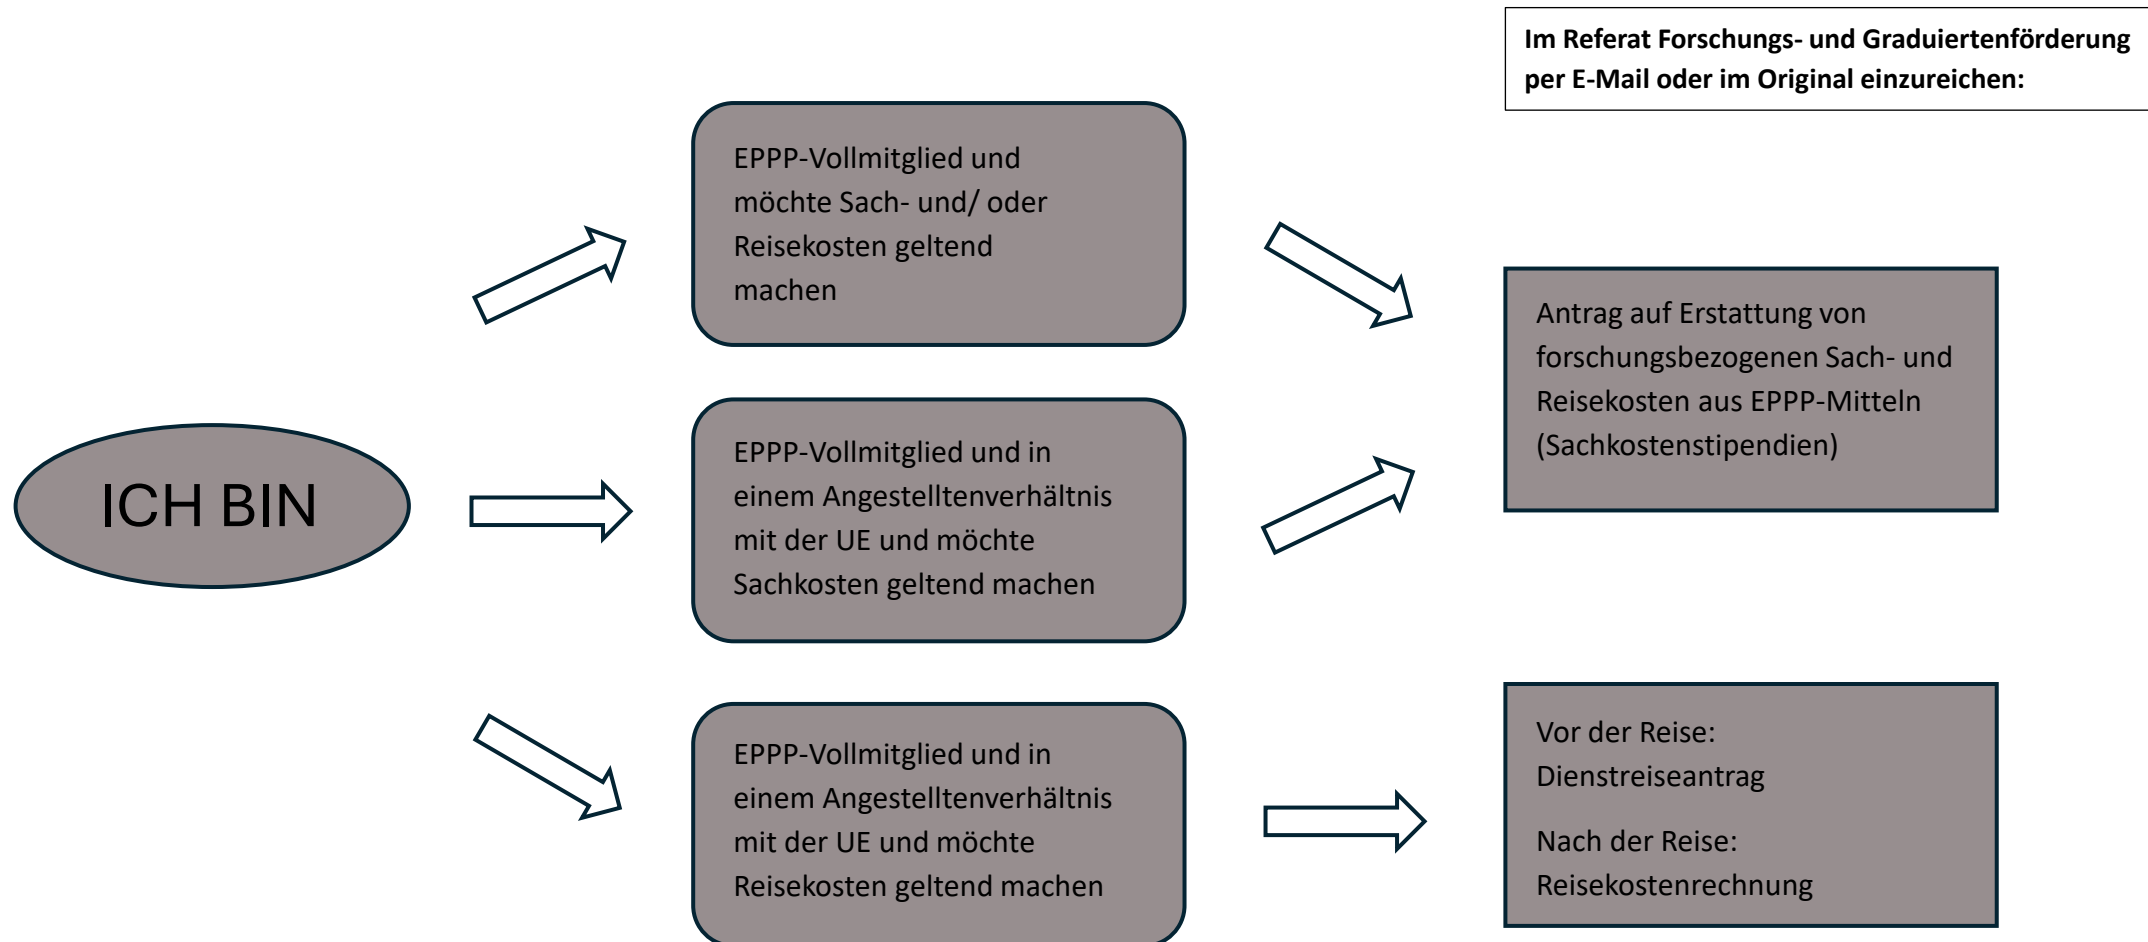 Im Referat Forschungs- und Graduiertenförderung
per E-Mail oder im Original einzureichen:
EPPP-Vollmitglied und
möchte Sach- und/ oder
Reisekosten geltend
machen
Antrag auf Erstattung von
forschungsbezogenen Sach- und
Reisekosten aus EPPP-Mitteln
(Sachkostenstipendien)
ICH BIN
EPPP-Vollmitglied und in
einem Angestelltenverhältnis
mit der UE und möchte
Sachkosten geltend machen
EPPP-Vollmitglied und in
einem Angestelltenverhältnis
mit der UE und möchte
Reisekosten geltend machen
Vor der Reise:
Dienstreiseantrag
Nach der Reise:
Reisekostenrechnung